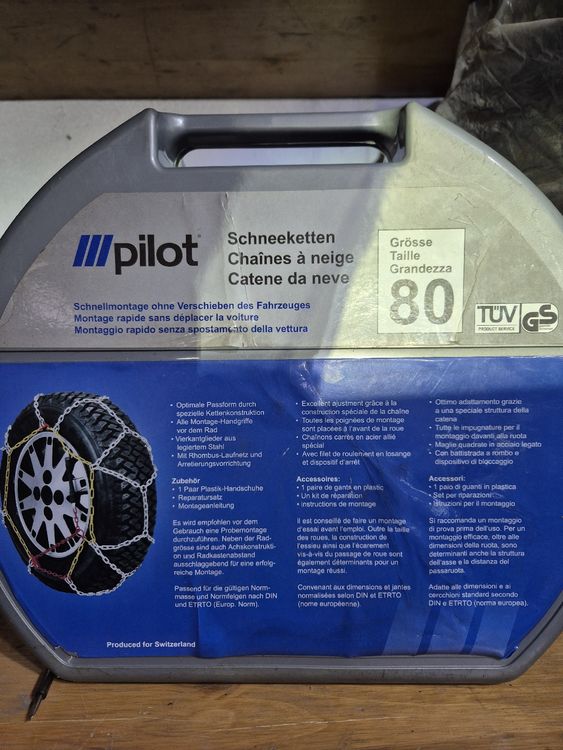 pilot
Schneeketten
Chaînes à neige
Catene da neve
Grösse
Taille
Grandezza
80
Schnellmontage ohne Verschieben des Fahrzeuges
Montage rapide sans déplacer la voiture
Montaggio rapido senza spostamento della vettura
TÜV
PRODUCT SERVICE
GS
• Optimale Passform durch
spezielle Kettenkonstruktion
• Alle Montage-Handgriffe
vor dem Rad
• Vierkantglieder aus
legiertem Stahl
• Mit Rhombus-Laufnetz und
Arretierungsvorrichtung
Zubehör
• 1 Paar Plastik-Handschuhe
• Reparatursatz
• Montageanleitung
Es wird empfohlen vor dem
Gebrauch eine Probemontage
durchzuführen. Neben der Rad-
grösse sind auch Achskonstrukti-
on und Radkastenabstand
ausschlaggebend für eine erfolg-
reiche Montage.
Passend für die gültigen Norm-
masse und Normfelgen nach DIN
und ETRTO (Europ. Norm).
• Excellent ajustment grâce à la
construction spéciale de la chaîne
• Toutes les poignées de montage
sont placées à l'avant de la roue
• Chaînons carrés en acier allié
spécial
• Avec filet de roulement en losange
et dispositif d'arrêt
Accessoires:
• 1 paire de gants en plastic
• Un kit de réparation
• instructions de montage
Il est conseillé de faire un montage
d'essai avant l'emploi. Outre la taille
des roues, la construction de
l'essieu ainsi que l'écarement
vis-à-vis du passage de roue sont
également déterminants pour un
montage réussi.
Convenant aux dimensions et jantes
normalisées selon DIN et ETRTO
(nome européenne).
• Ottimo adattamento grazie
a una speciale struttura della
catena
• Tutte le impugnature per il
montaggio davanti alla ruota
• Maglie quadrate in acciaio legato
• Con battistrada a rombo e
dispositivo di bloccaggio
Accessori:
• 1 paio di guanti in plastica
• Set per riparazioni
• Istruzioni per il montaggio
Si raccomanda un montaggio
di prova prima dell'uso. Per un
montaggio efficace, oltre alle
dimensioni della ruota, sono
determinanti anche la struttura
dell'asse e la distanza del
passaruota.
Adatte alle dimensioni e ai
cerchioni standard secondo
DIN e ETRTO (norma europea).
Produced for Switzerland